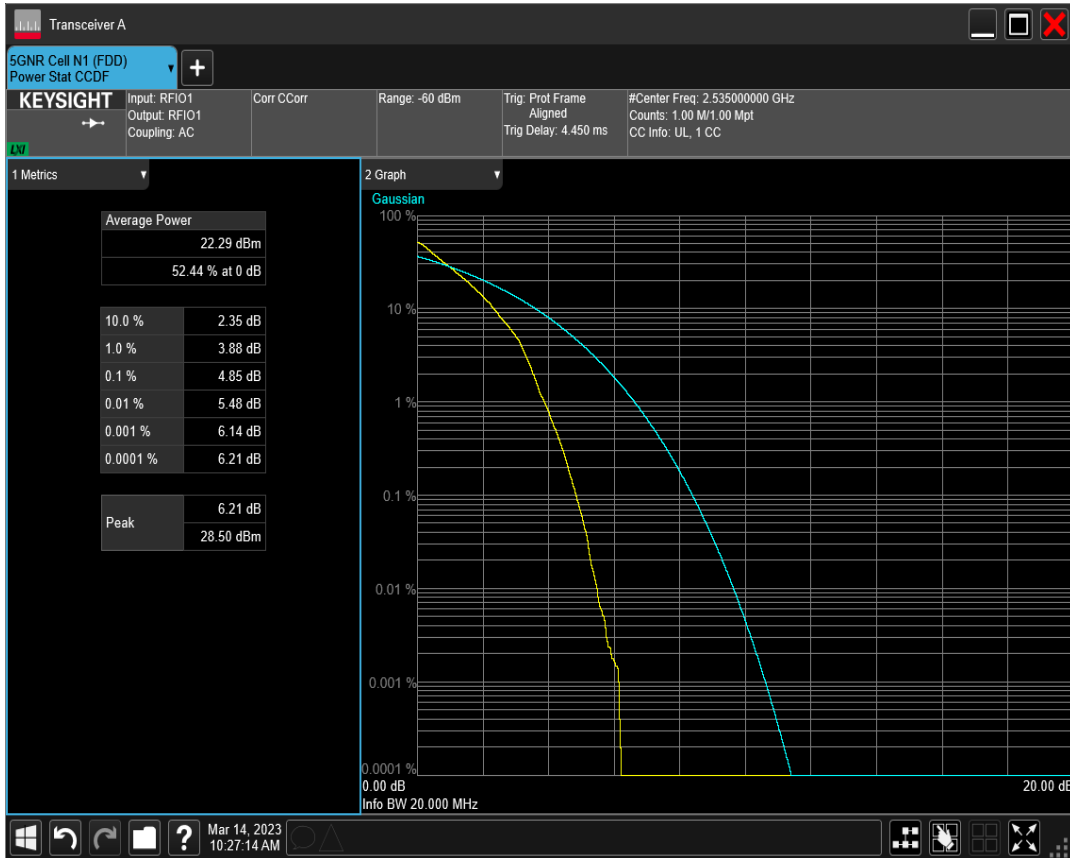 Transceiver A
5GNR Cell N1 (FDD)
Power Stat CCDF
+
KEYSIGHT
LXI
Input: RFIO1
Output: RFIO1
Coupling: AC
Corr CCorr
Range: -60 dBm
Trig: Prot Frame
Aligned
Trig Delay: 4.450 ms
#Center Freq: 2.535000000 GHz
Counts: 1.00 M/1.00 Mpt
CC Info: UL, 1 CC
1 Metrics
Average Power
22.29 dBm
52.44 % at 0 dB
10.0 % 2.35 dB
1.0 % 3.88 dB
0.1 % 4.85 dB
0.01 % 5.48 dB
0.001 % 6.14 dB
0.0001 % 6.21 dB
Peak
6.21 dB
28.50 dBm
2 Graph
Gaussian
100 %
10 %
1 %
0.1 %
0.01 %
0.001 %
0.0001 %
0.00 dB
20.00 dB
Info BW 20.000 MHz
?
Mar 14, 2023
10:27:14 AM